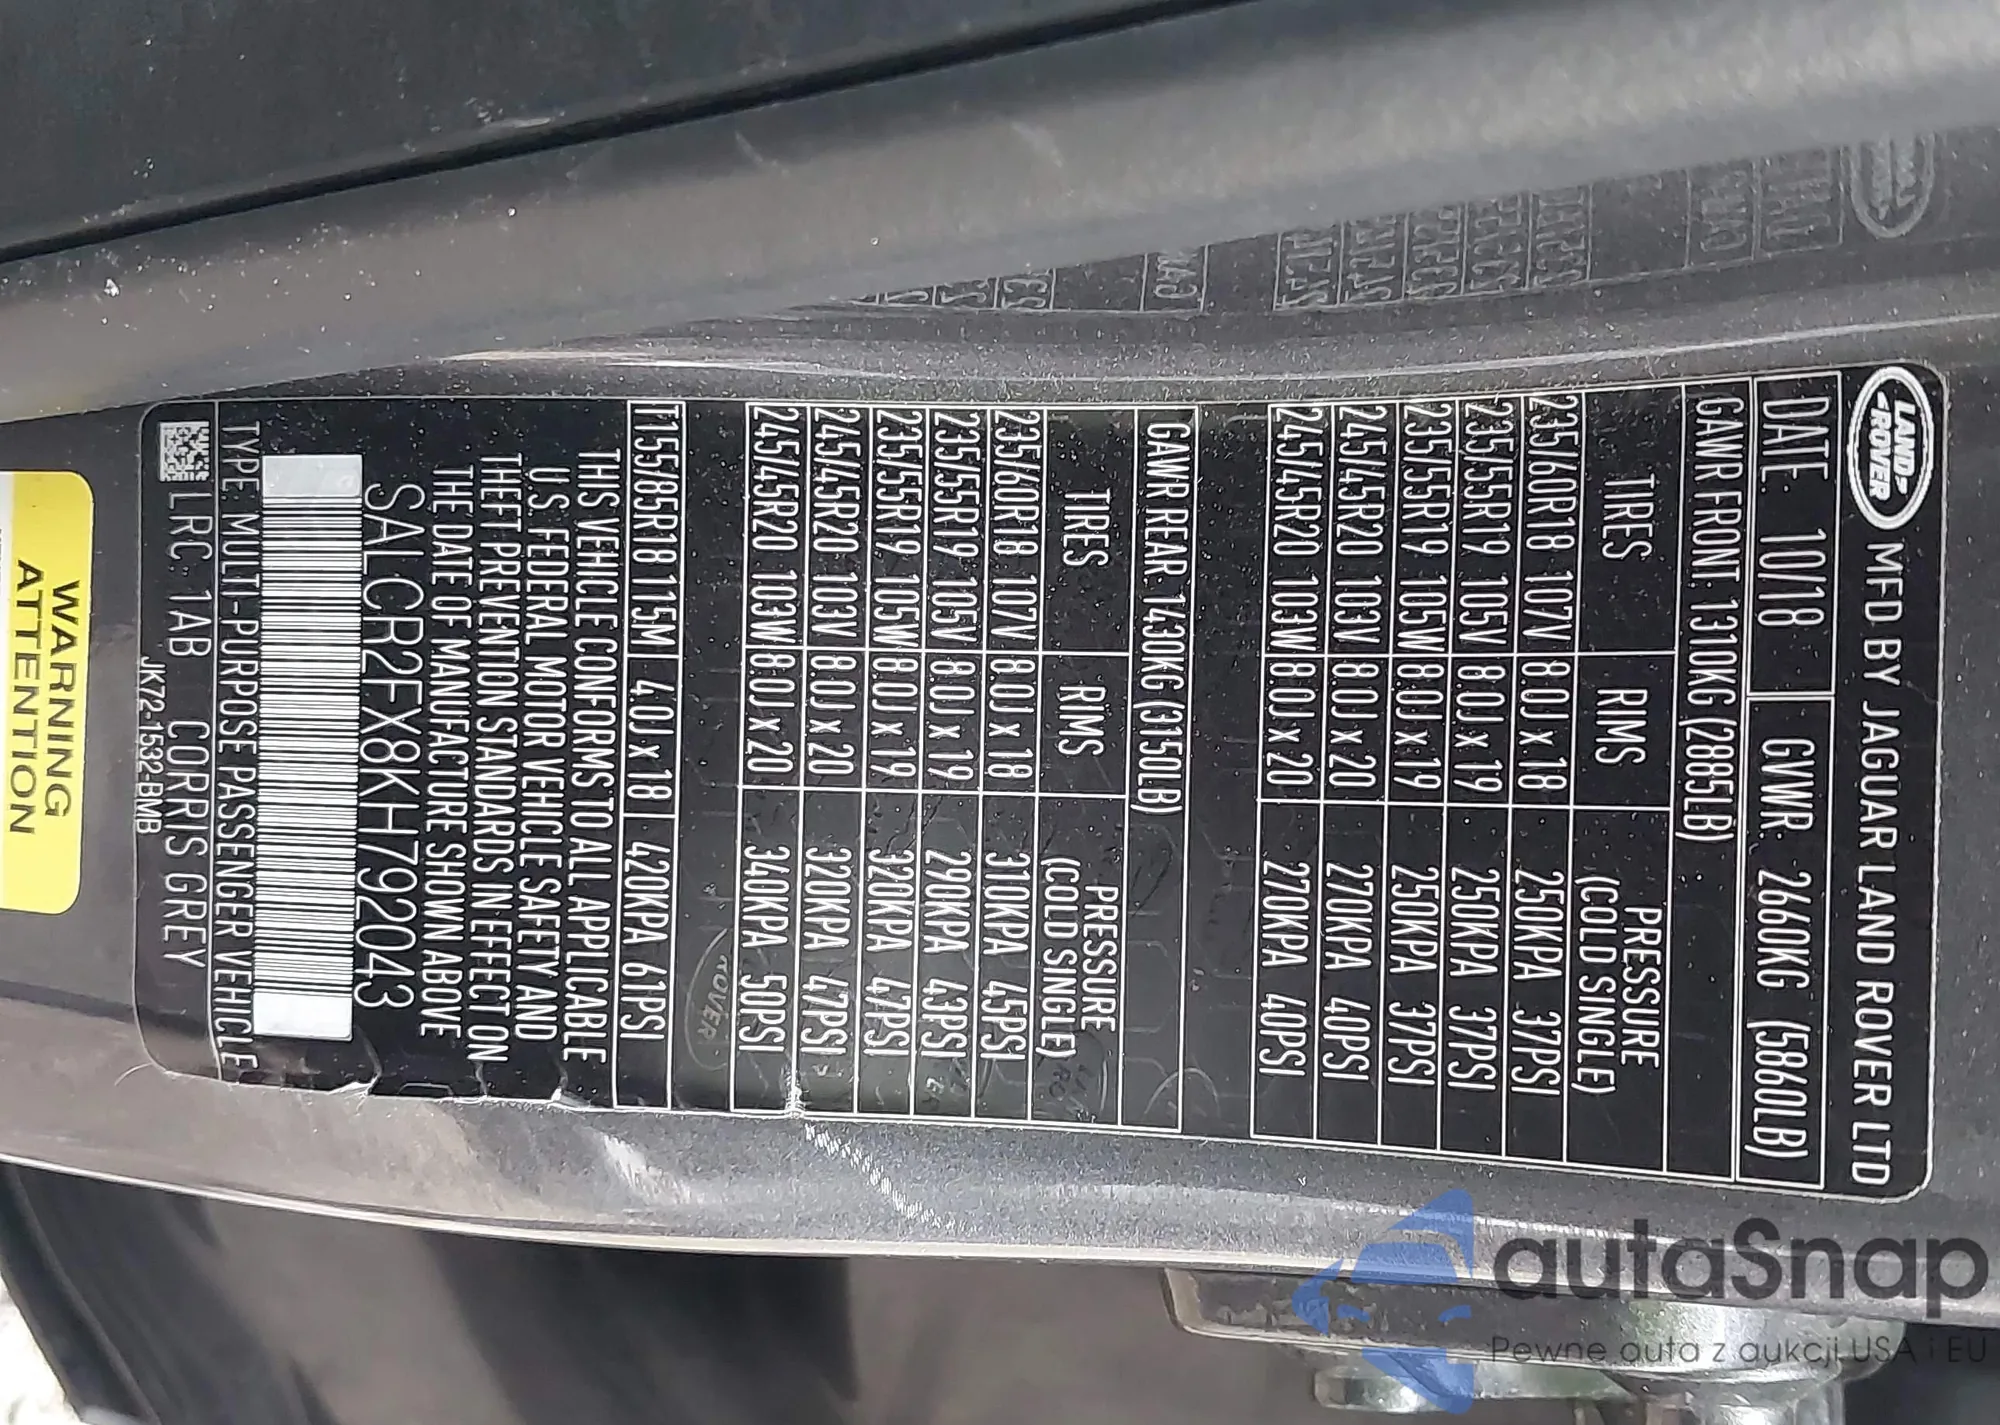 LAND-
-ROVER
MFD BY JAGUAR LAND ROVER LTD
DATE: 10/18 GVWR: 2660KG (5860LB)
GAWR FRONT: 1310KG (2885LB)
TIRES RIMS PRESSURE
(COLD SINGLE)
235/60R18 107V 8.0J x 18 250KPA 37PSI
235/55R19 105V 8.0J x 19 250KPA 37PSI
235/55R19 105W 8.0J x 19 250KPA 37PSI
245/45R20 103V 8.0J x 20 270KPA 40PSI
245/45R20 103W 8.0J x 20 270KPA 40PSI
GAWR REAR: 1430KG (3150LB)
TIRES RIMS PRESSURE
(COLD SINGLE)
235/60R18 107V 8.0J x 18 310KPA 45PSI
235/55R19 105V 8.0J x 19 290KPA 43PSI
235/55R19 105W 8.0J x 19 320KPA 47PSI
245/45R20 103V 8.0J x 20 320KPA 47PSI
245/45R20 103W 8.0J x 20 340KPA 50PSI
T155/85R18 115M 4.0J x 18 420KPA 61PSI
THIS VEHICLE CONFORMS TO ALL APPLICABLE
U.S. FEDERAL MOTOR VEHICLE SAFETY AND
THEFT PREVENTION STANDARDS IN EFFECT ON
THE DATE OF MANUFACTURE SHOWN ABOVE
SALCR2FX8KH792043
TYPE: MULTI-PURPOSE PASSENGER VEHICLE
LRC: 1AB CORRIS GREY
JK72-1532-BMB
WARNING
ATTENTION
autaSnap
Pewne auta z aukcji USA i EU